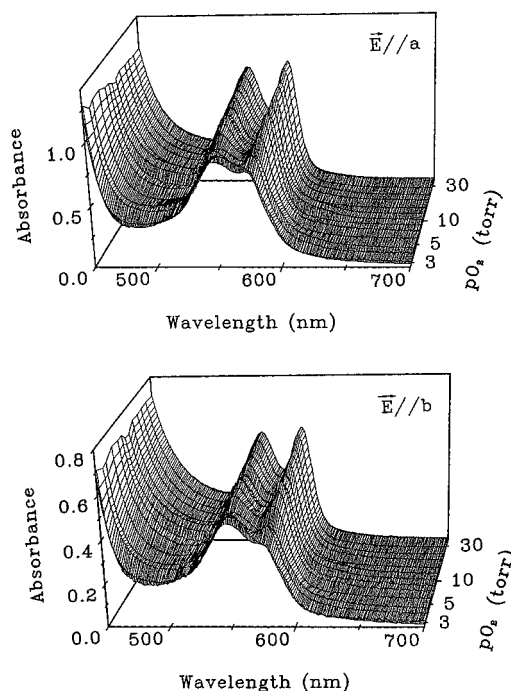 E//a
Absorbance
1.0
0.5
0.0
500
600
700
30
10
5
3
pO₂ (torr)
Wavelength (nm)
E//b
Absorbance
0.8
0.6
0.4
0.2
0.0
500
600
700
30
10
5
3
pO₂ (torr)
Wavelength (nm)